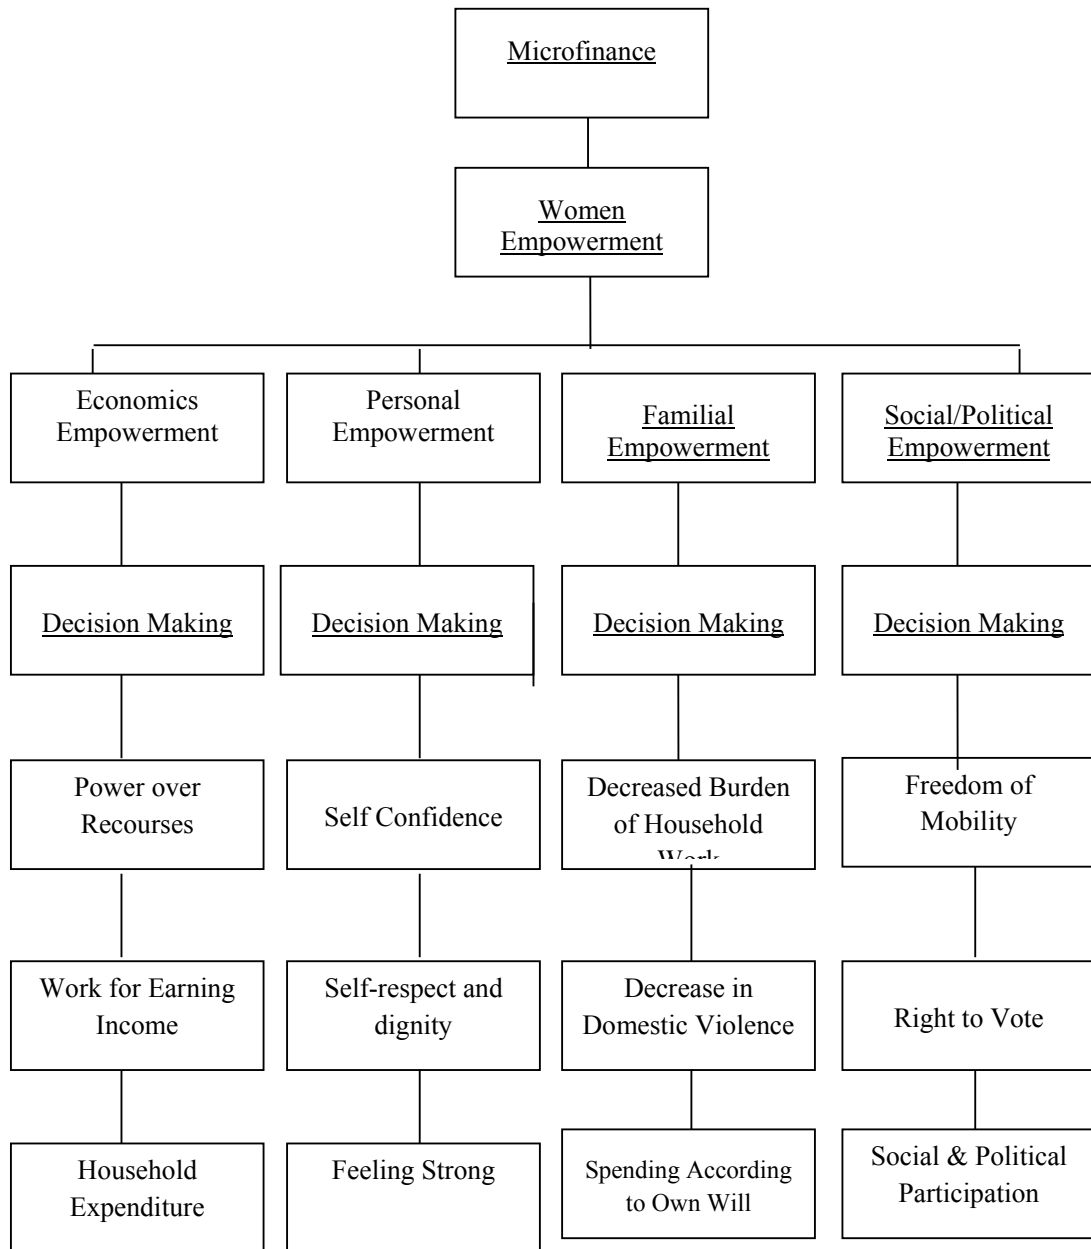 Microfinance
Women
Empowerment
Economics
Empowerment
Personal
Empowerment
Familial
Empowerment
Social/Political
Empowerment
Decision Making
Decision Making
Decision Making
Decision Making
Power over
Recourses
Self Confidence
Decreased Burden
of Household
Work
Freedom of
Mobility
Work for Earning
Income
Self-respect and
dignity
Decrease in
Domestic Violence
Right to Vote
Household
Expenditure
Feeling Strong
Spending According
to Own Will
Social & Political
Participation